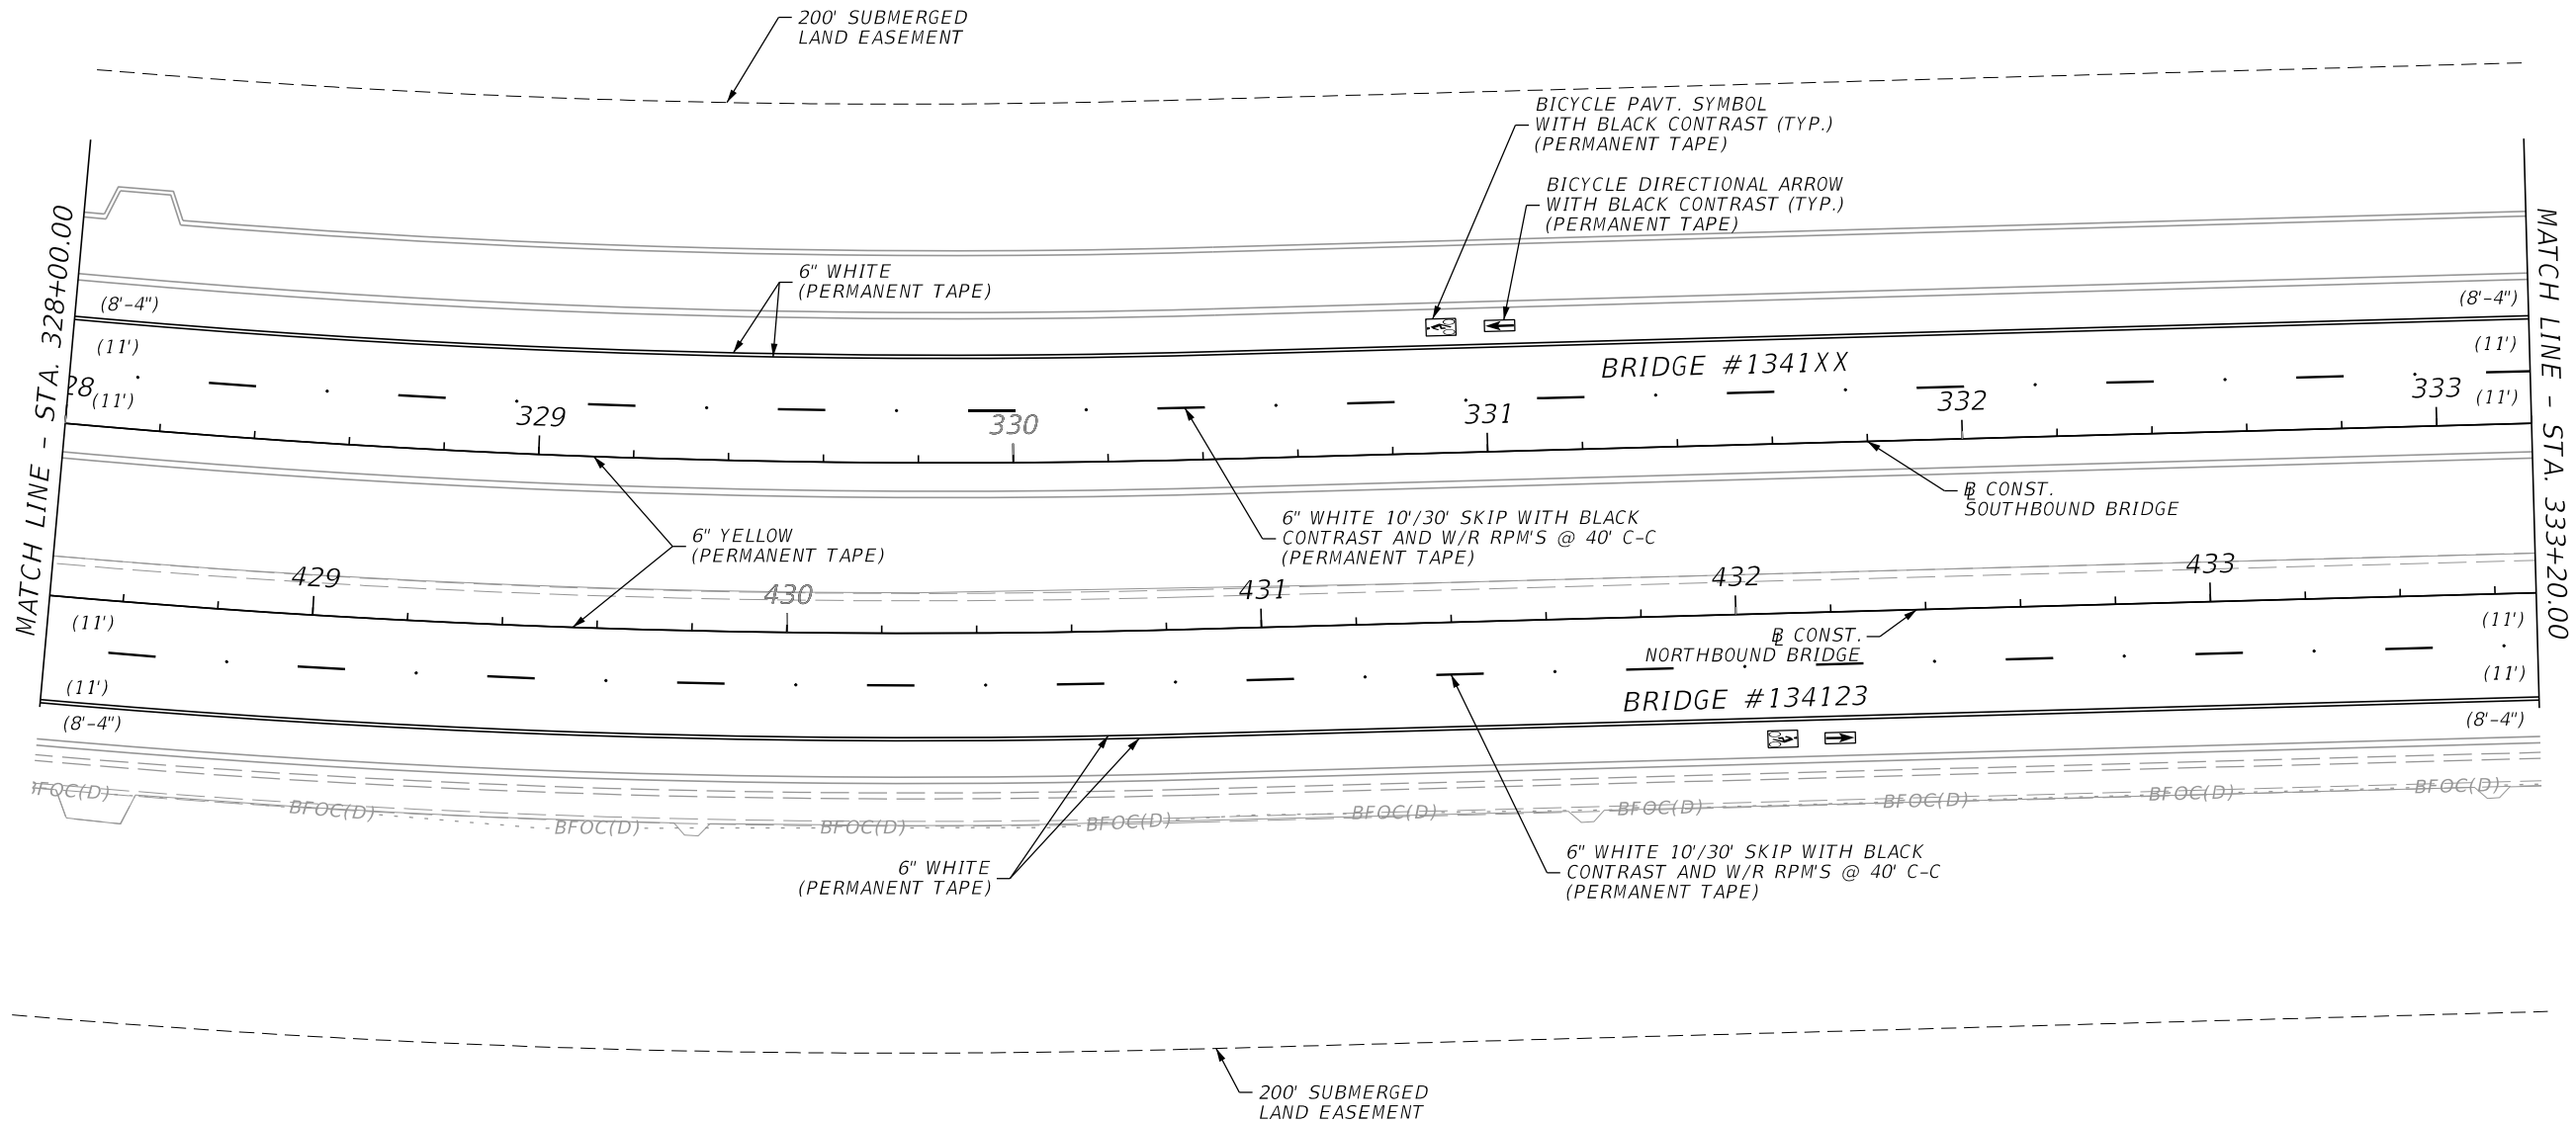 200' SUBMERGED
LAND EASEMENT
BICYCLE PAVT. SYMBOL
WITH BLACK CONTRAST (TYP.)
(PERMANENT TAPE)
BICYCLE DIRECTIONAL ARROW
WITH BLACK CONTRAST (TYP.)
(PERMANENT TAPE)
MATCH LINE - STA. 328+00.00
MATCH LINE - STA. 333+20.00
6" WHITE
(PERMANENT TAPE)
(8'-4")
(8'-4")
(11')
(11')
BRIDGE #1341XX
28
(11')
(11')
329
330
331
332
333
B CONST.
SOUTHBOUND BRIDGE
6" YELLOW
(PERMANENT TAPE)
6" WHITE 10'/30' SKIP WITH BLACK
CONTRAST AND W/R RPM'S @ 40' C-C
(PERMANENT TAPE)
429
430
431
432
433
(11')
(11')
B CONST.
NORTHBOUND BRIDGE
(11')
(11')
BRIDGE #134123
(8'-4")
(8'-4")
BFOC(D)
BFOC(D)
BFOC(D)
BFOC(D)
BFOC(D)
BFOC(D)
BFOC(D)
BFOC(D)
BFOC(D)
6" WHITE
(PERMANENT TAPE)
6" WHITE 10'/30' SKIP WITH BLACK
CONTRAST AND W/R RPM'S @ 40' C-C
(PERMANENT TAPE)
200' SUBMERGED
LAND EASEMENT